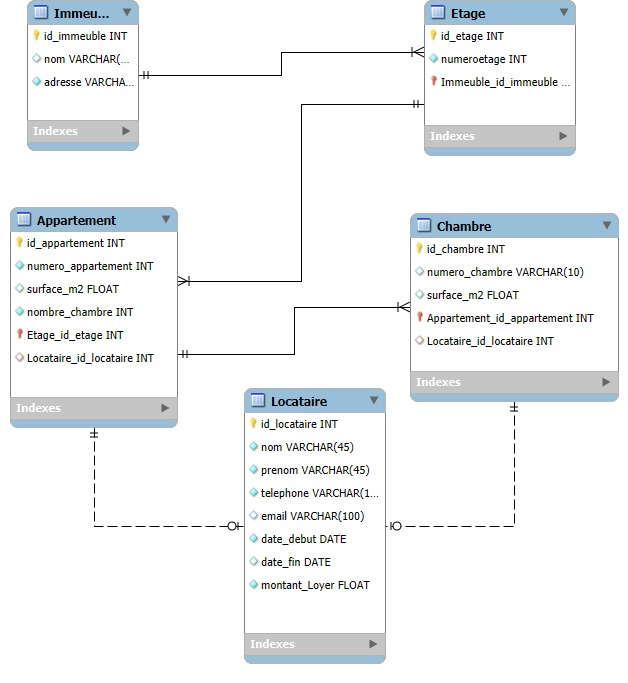 Immeu...
id_immeuble INT
nom VARCHAR(...
adresse VARCHA...
Indexes
Etage
id_etage INT
numeroetage INT
Immeuble_id_immeuble ...
Indexes
Appartement
id_appartement INT
numero_appartement INT
surface_m2 FLOAT
nombre_chambre INT
Etage_id_etage INT
Locataire_id_locataire INT
Indexes
Chambre
id_chambre INT
numero_chambre VARCHAR(10)
surface_m2 FLOAT
Appartement_id_appartement INT
Locataire_id_locataire INT
Indexes
Locataire
id_locataire INT
nom VARCHAR(45)
prenom VARCHAR(45)
telephone VARCHAR(1...
email VARCHAR(100)
date_debut DATE
date_fin DATE
montant_Loyer FLOAT
Indexes